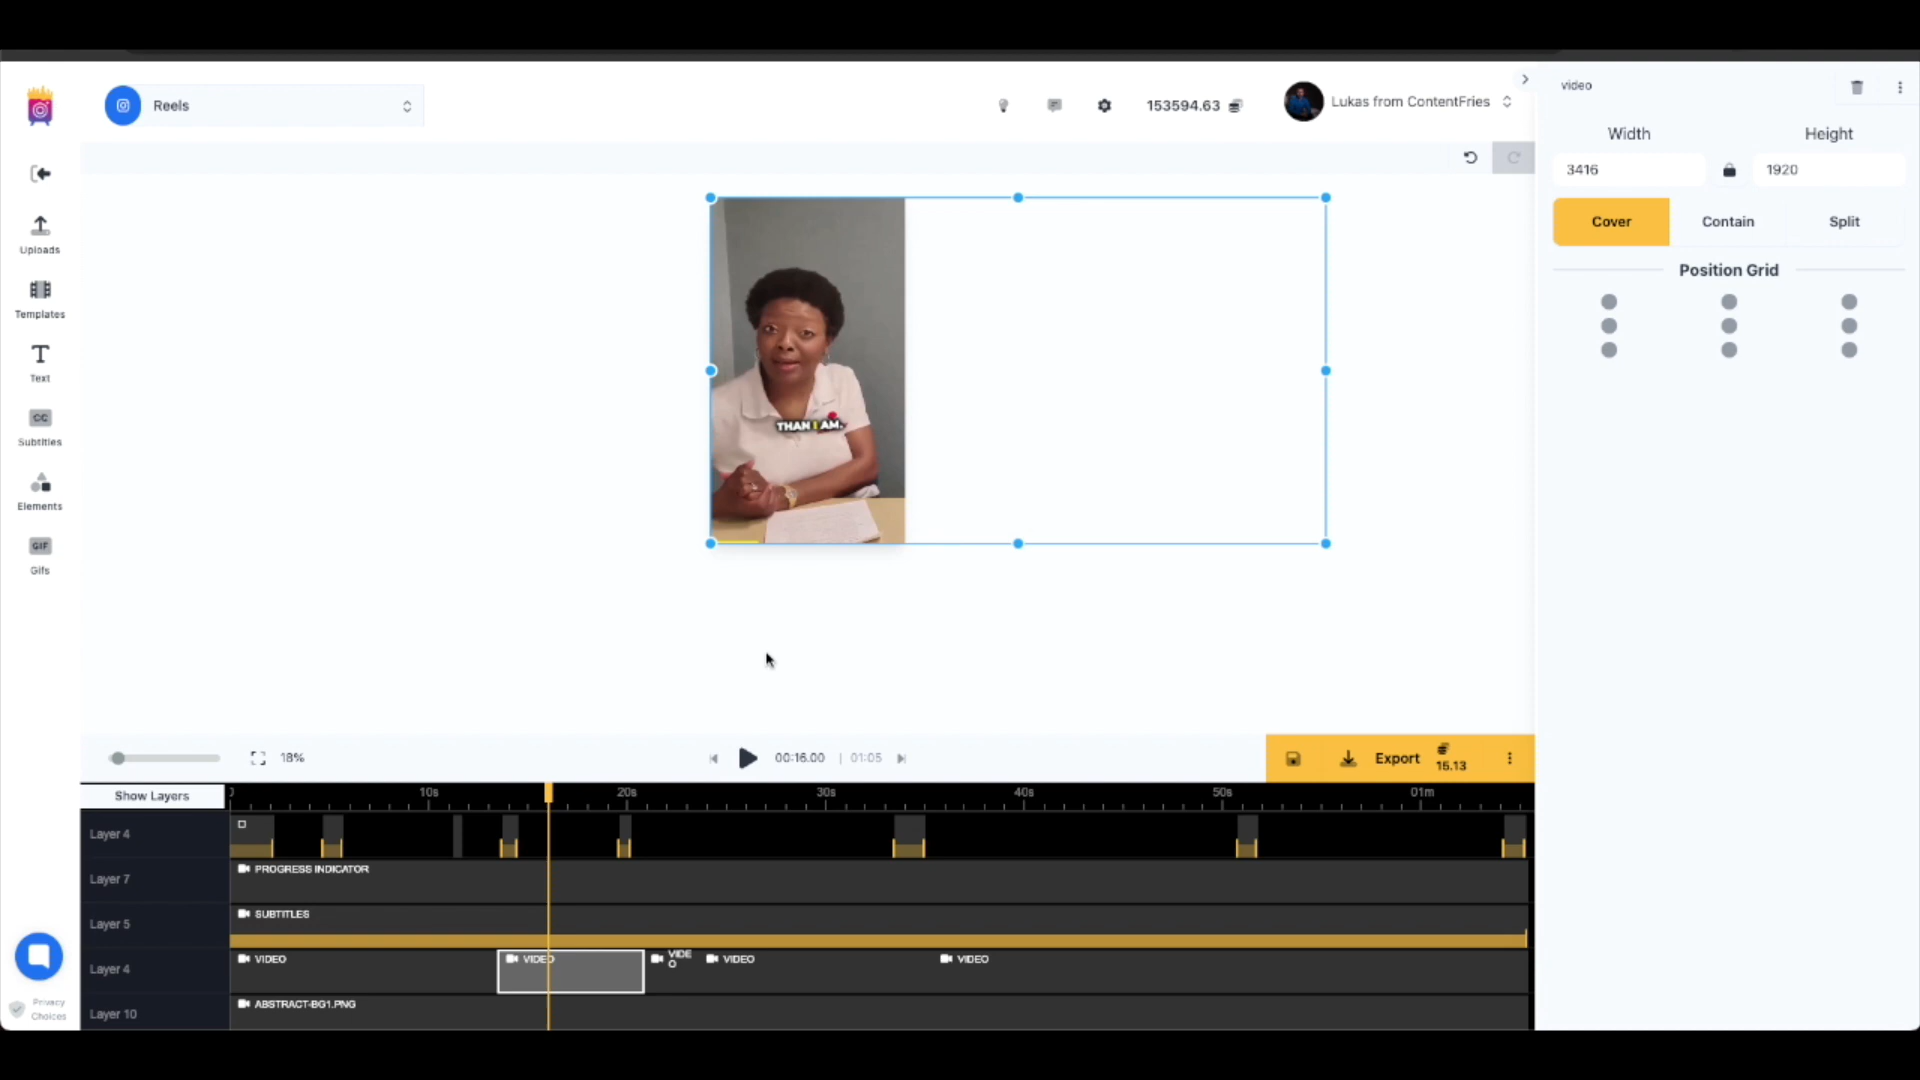 Reels
153594.63
Lukas from ContentFries
video
Width
Height
3416
1920
Cover
Contain
Split
Position Grid
Uploads
Templates
Text
CC
Subtitles
Elements
GIF
Gifs
THAN I AM.
18%
00:16.00 | 01:05
Export
15.13
Show Layers
10s
20s
30s
40s
50s
01m
Layer 4
Layer 7
PROGRESS INDICATOR
Layer 5
SUBTITLES
Layer 4
VIDEO
VIDEO
VIDE
O
VIDEO
VIDEO
Layer 10
ABSTRACT-BG1.PNG
Privacy
Choices